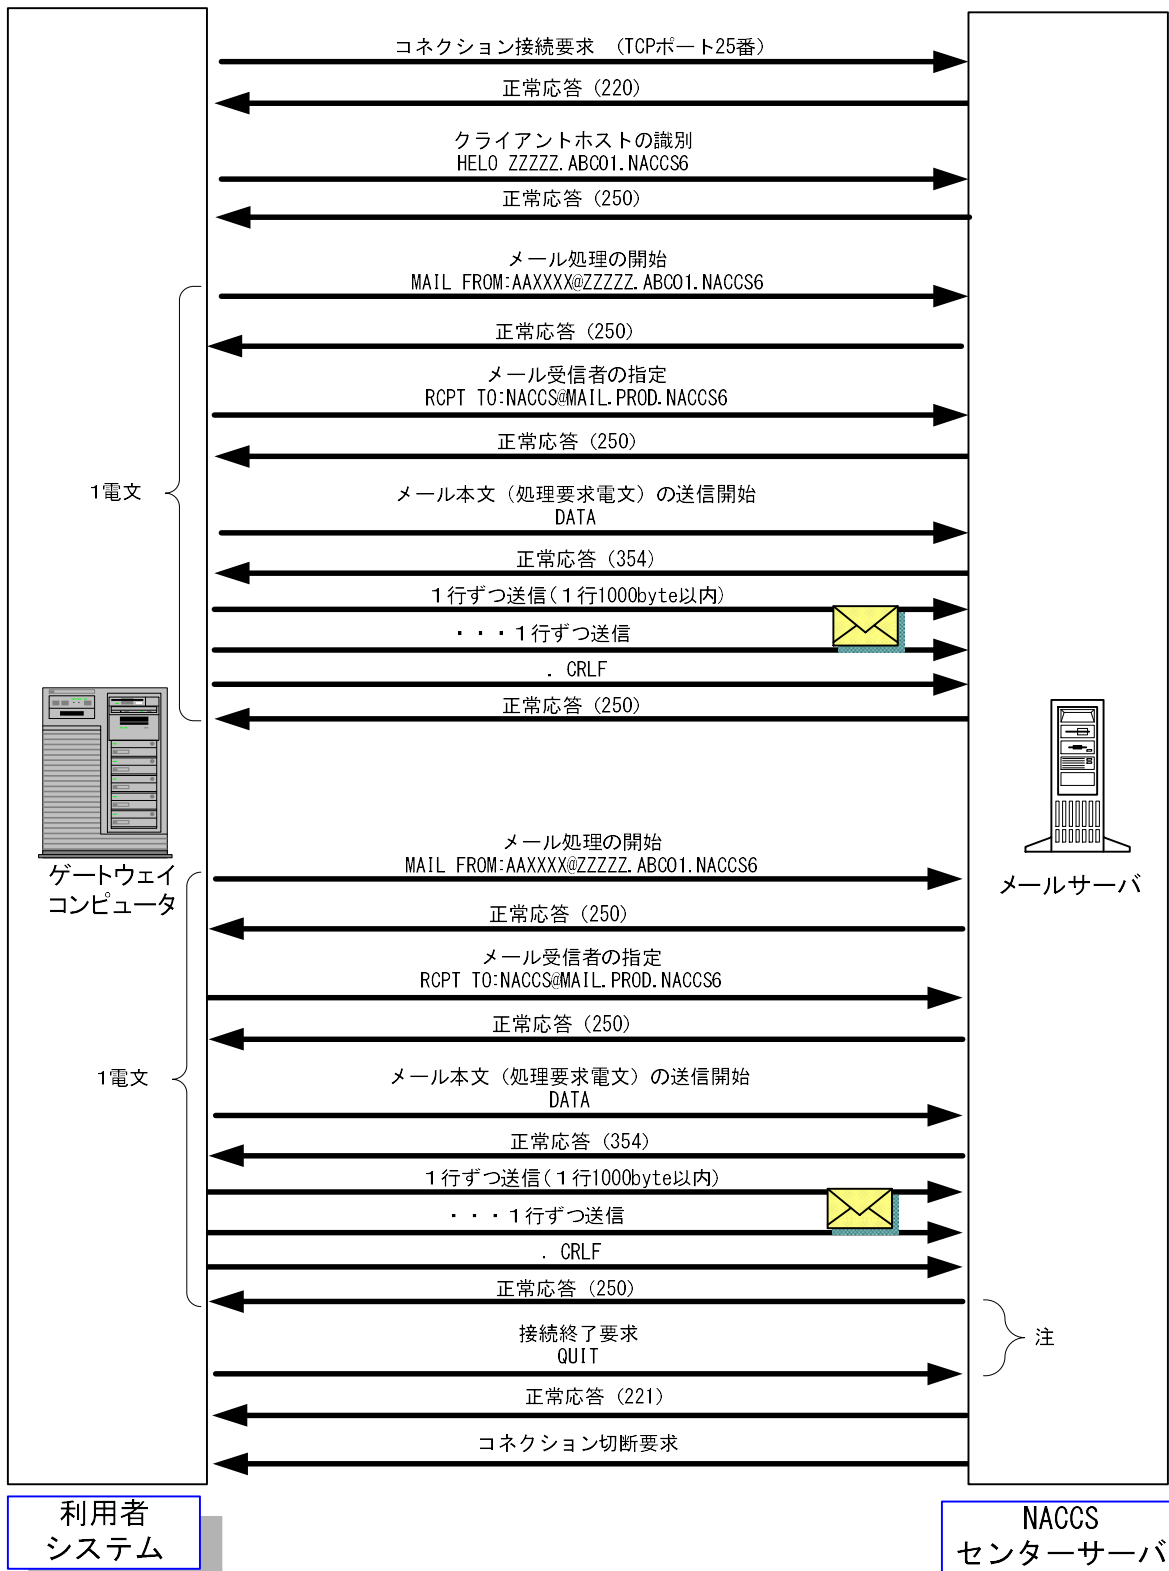 コネクション接続要求　（TCPポート25番）
正常応答（220）
クライアントホストの識別
HELO ZZZZZ.ABC01.NACCS6
正常応答（250）
メール処理の開始
MAIL FROM:AAXXXX@ZZZZZ.ABC01.NACCS6
正常応答（250）
メール受信者の指定
RCPT TO:NACCS@MAIL.PROD.NACCS6
正常応答（250）
1電文
メール本文（処理要求電文）の送信開始
DATA
正常応答（354）
１行ずつ送信（１行1000byte以内）
・・・１行ずつ送信
. CRLF
正常応答（250）
メール処理の開始
MAIL FROM:AAXXXX@ZZZZZ.ABC01.NACCS6
ゲートウェイ
コンピュータ
メールサーバ
正常応答（250）
メール受信者の指定
RCPT TO:NACCS@MAIL.PROD.NACCS6
正常応答（250）
1電文
メール本文（処理要求電文）の送信開始
DATA
正常応答（354）
１行ずつ送信（１行1000byte以内）
・・・１行ずつ送信
. CRLF
正常応答（250）
接続終了要求
QUIT
注
正常応答（221）
コネクション切断要求
利用者
システム
NACCS
センターサーバ